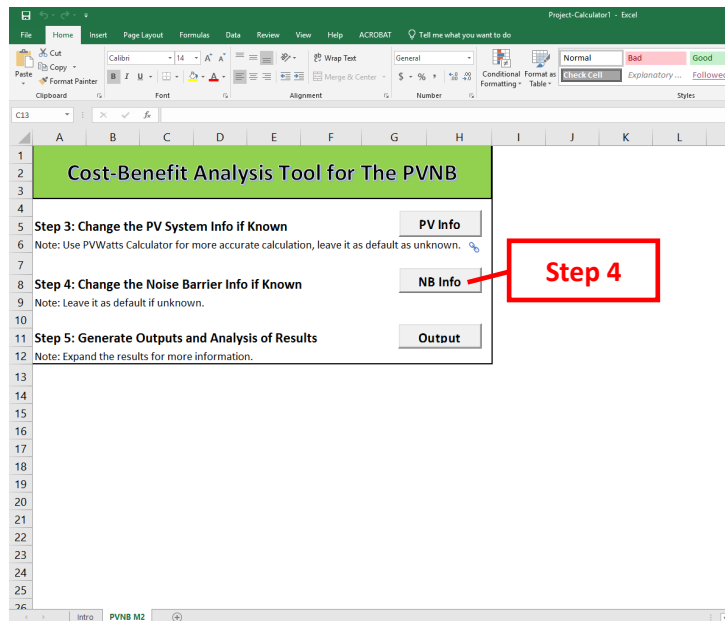 Project-Calculator1 - Excel
File Home Insert Page Layout Formulas Data Review View Help ACROBAT Tell me what you want to do
Cut
Copy
Format Painter
Paste
Calibri 14 A A
B I U A
Wrap Text
Merge & Center
General
$ % ,
Conditional Formatting
Format as Table
Normal Bad Good
Check Cell Explanatory ... Followed
Clipboard Font Alignment Number Styles
C13 fx
A B C D E F G H I J K L
1
2 Cost-Benefit Analysis Tool for The PVNB
3
4
5 Step 3: Change the PV System Info if Known PV Info
6 Note: Use PVWatts Calculator for more accurate calculation, leave it as default as unknown.
7
Step 4
8 Step 4: Change the Noise Barrier Info if Known NB Info
9 Note: Leave it as default if unknown.
10
11 Step 5: Generate Outputs and Analysis of Results Output
12 Note: Expand the results for more information.
13
14
15
16
17
18
19
20
21
22
23
24
25
26
Intro PVNB M2